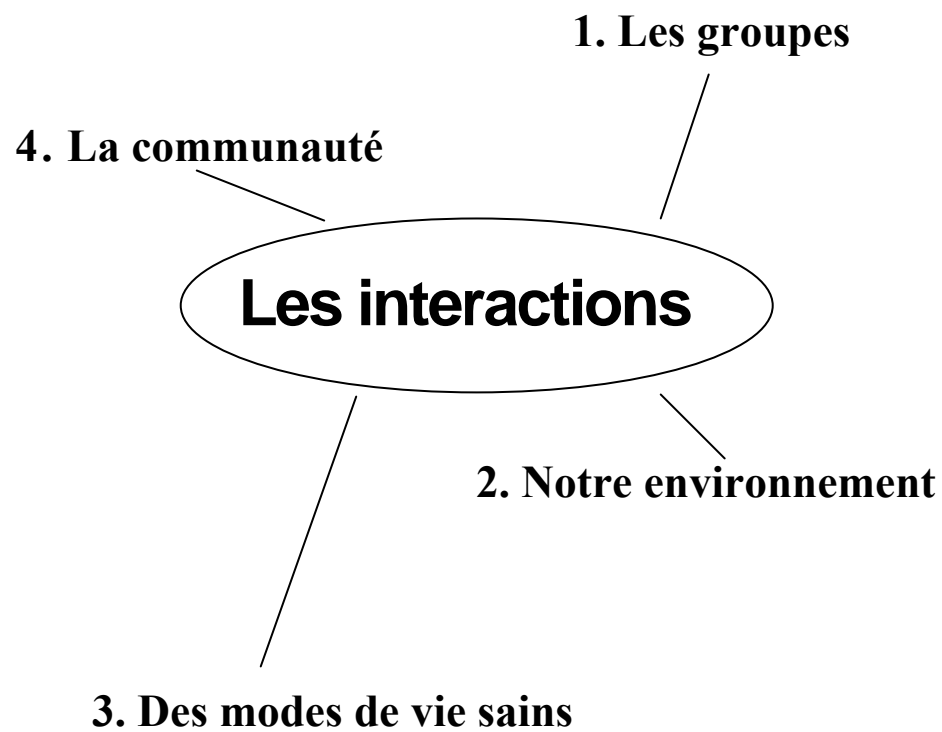 1. Les groupes
4. La communauté
Les interactions
2. Notre environnement
3. Des modes de vie sains